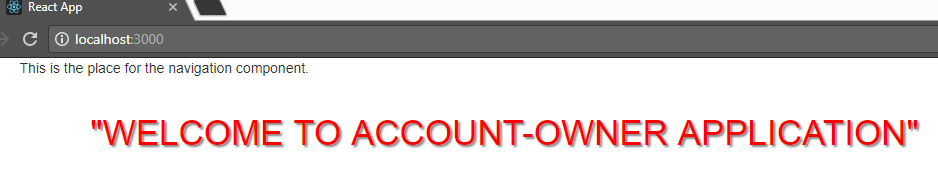 React App
localhost:3000
This is the place for the navigation component.
"WELCOME TO ACCOUNT-OWNER APPLICATION"